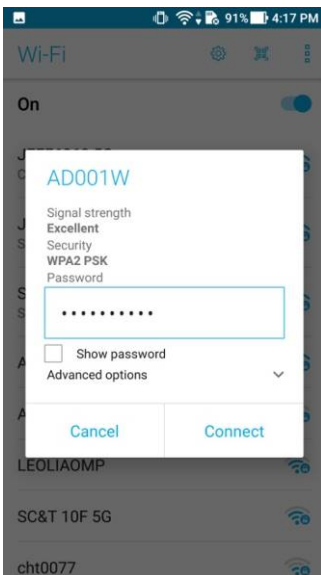 91% 4:17 PM
Wi-Fi
On
AD001W
Signal strength
Excellent
Security
WPA2 PSK
Password
••••••••••
Show password
Advanced options
Cancel
Connect
LEOLIAOMP
SC&T 10F 5G
cht0077